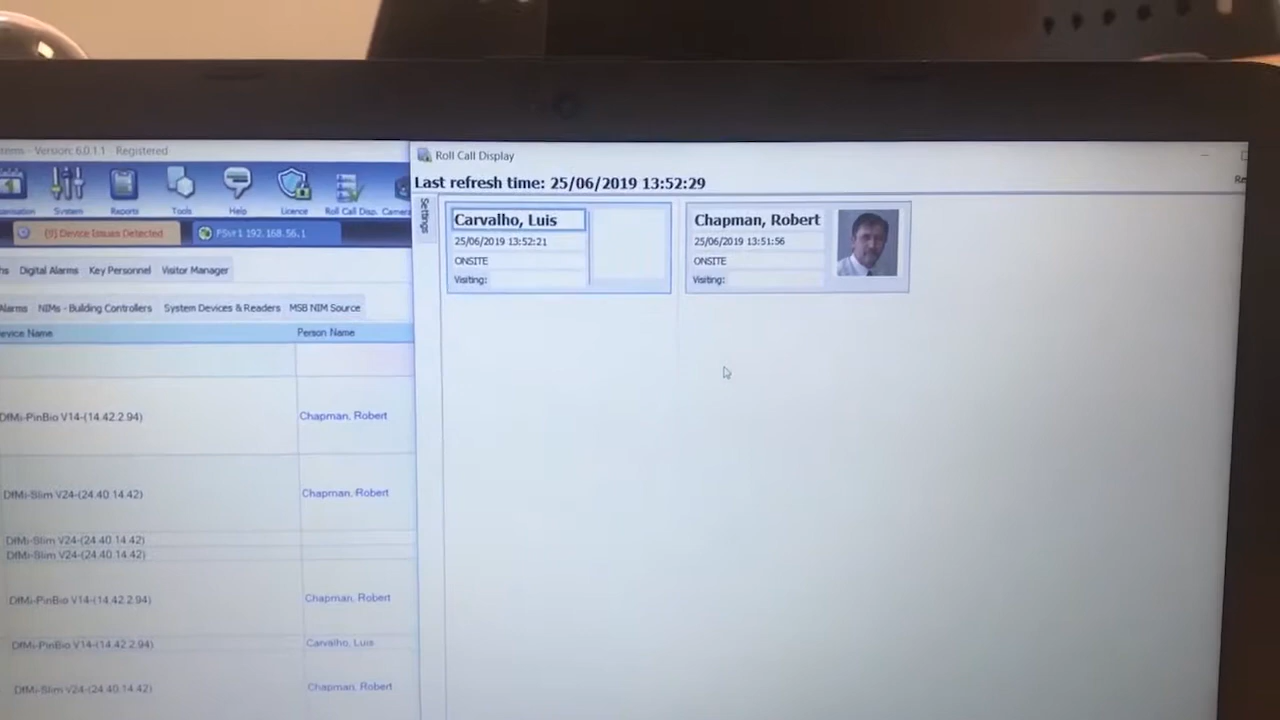 Version: 6.0.1.1 - Registered
System
Reports
Tools
Help
Licence
Roll Call Disp.
(9) Device Issues Detected
PSvr1 192.168.56.1
Digital Alarms
Key Personnel
Visitor Manager
NIMs - Building Controllers
System Devices & Readers
MSB NIM Source
Person Name
DfMi-PinBio V14-(14.42.2.94)
Chapman, Robert
DfMi-Slim V24-(24.40.14.42)
Chapman, Robert
DfMi-Slim V24-(24.40.14.42)
DfMi-Slim V24-(24.40.14.42)
DfMi-PinBio V14-(14.42.2.94)
Chapman, Robert
DfMi-PinBio V14-(14.42.2.94)
Carvalho, Luis
DfMi-Slim V24-(24.40.14.42)
Chapman, Robert
Roll Call Display
Last refresh time: 25/06/2019 13:52:29
Settings
Carvalho, Luis
25/06/2019 13:52:21
ONSITE
Visiting:
Chapman, Robert
25/06/2019 13:51:56
ONSITE
Visiting: